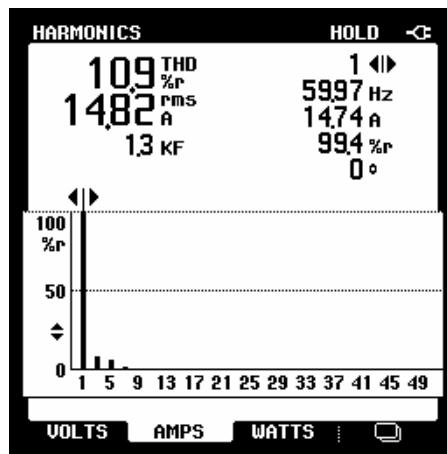 HARMONICS HOLD
10.9 THD %r
14.82 rms A
1.3 KF
1
59.97 Hz
14.74 A
99.4 %r
0 °
100
%r
50
0
1 5 9 13 17 21 25 29 33 37 41 45 49
VOLTS AMPS WATTS